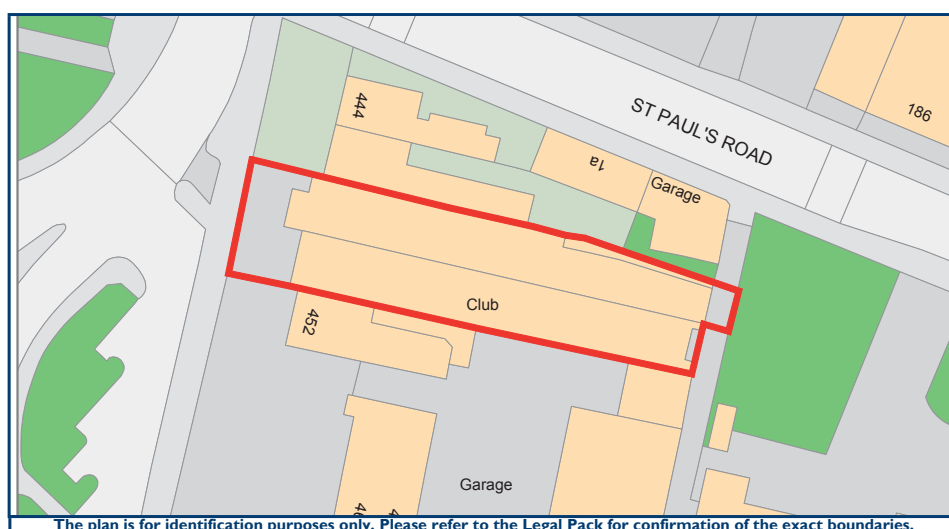 ST PAUL'S ROAD
186
444
1a
Garage
Club
452
Garage
The plan is for identification purposes only. Please refer to the Legal Pack for confirmation of the exact boundaries.